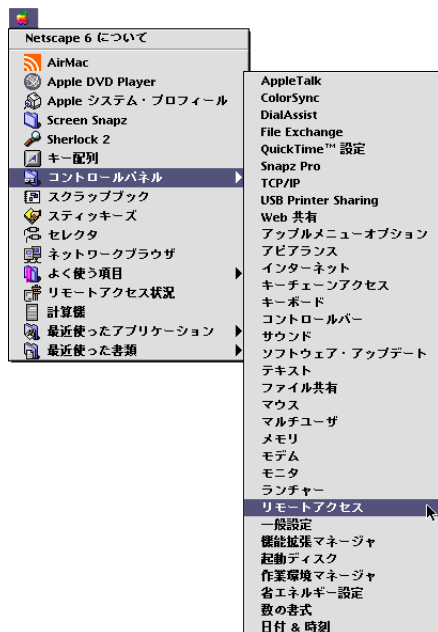 Netscape 6 について
AirMac
Apple DVD Player
Apple システム・プロフィール
Screen Snapz
Sherlock 2
キー配列
コントロールパネル
スクラップブック
スティッキーズ
セレクタ
ネットワークブラウザ
よく使う項目
リモートアクセス状況
計算機
最近使ったアプリケーション
最近使った書類
AppleTalk
ColorSync
DialAssist
File Exchange
QuickTime™ 設定
Snapz Pro
TCP/IP
USB Printer Sharing
Web 共有
アップルメニューオプション
アピアランス
インターネット
キーチェーンアクセス
キーボード
コントロールバー
サウンド
ソフトウェア・アップデート
テキスト
ファイル共有
マウス
マルチユーザ
メモリ
モデム
モニタ
ランチャー
リモートアクセス
一般設定
機能拡張マネージャ
起動ディスク
作業環境マネージャ
省エネルギー設定
数の書式
日付 & 時刻